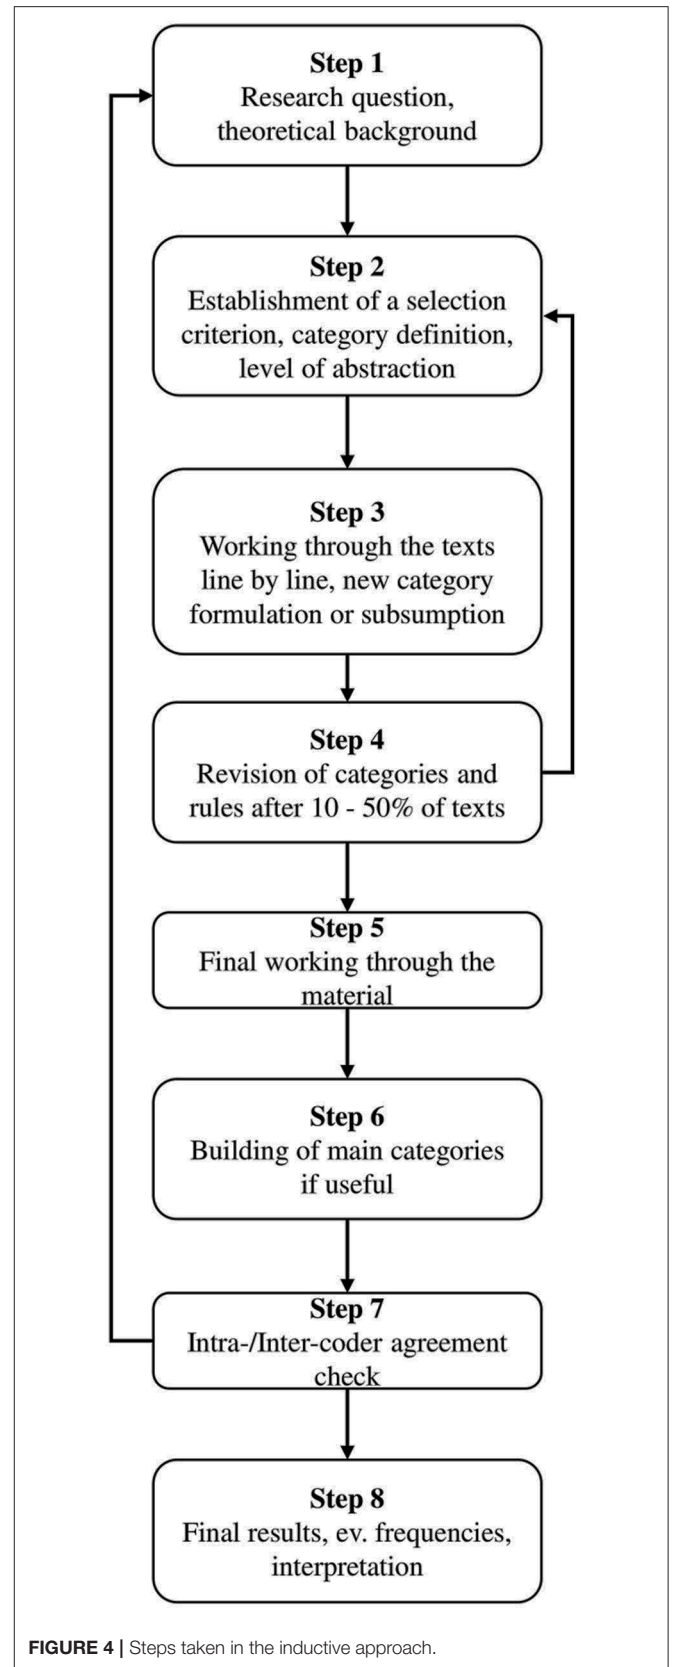 Step 1
Research question,
theoretical background
Step 2
Establishment of a selection
criterion, category definition,
level of abstraction
Step 3
Working through the texts
line by line, new category
formulation or subsumption
Step 4
Revision of categories and
rules after 10 - 50% of texts
Step 5
Final working through the
material
Step 6
Building of main categories
if useful
Step 7
Intra-/Inter-coder agreement
check
Step 8
Final results, ev. frequencies,
interpretation
FIGURE 4 | Steps taken in the inductive approach.